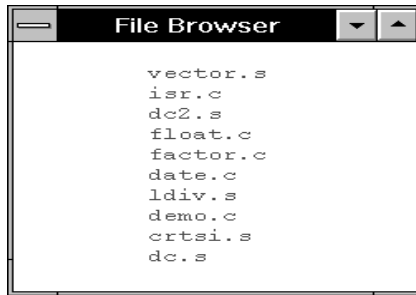 File Browser
vector.s
isr.c
dc2.s
float.c
factor.c
date.c
ldiv.s
demo.c
crtsi.s
dc.s